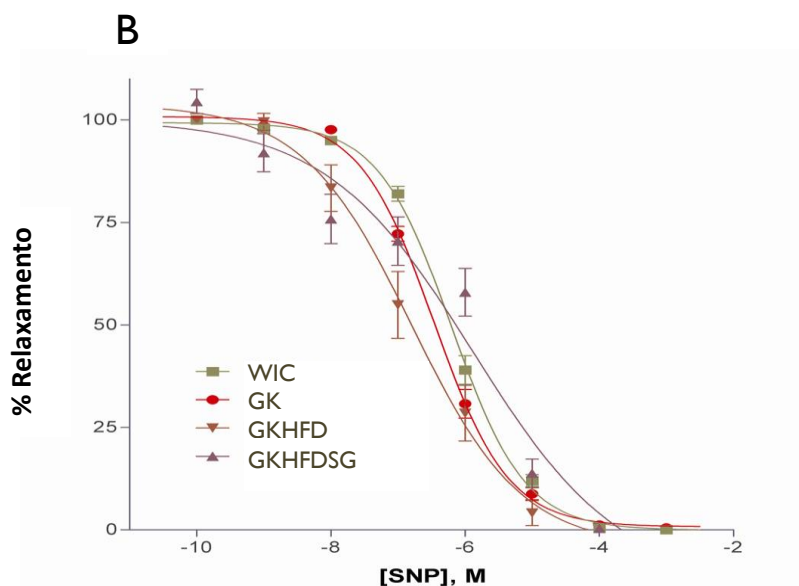 B
% Relaxamento
100
75
50
25
0
WIC
GK
GKHFD
GKHFDSG
-10 -8 -6 -4 -2
[SNP], M